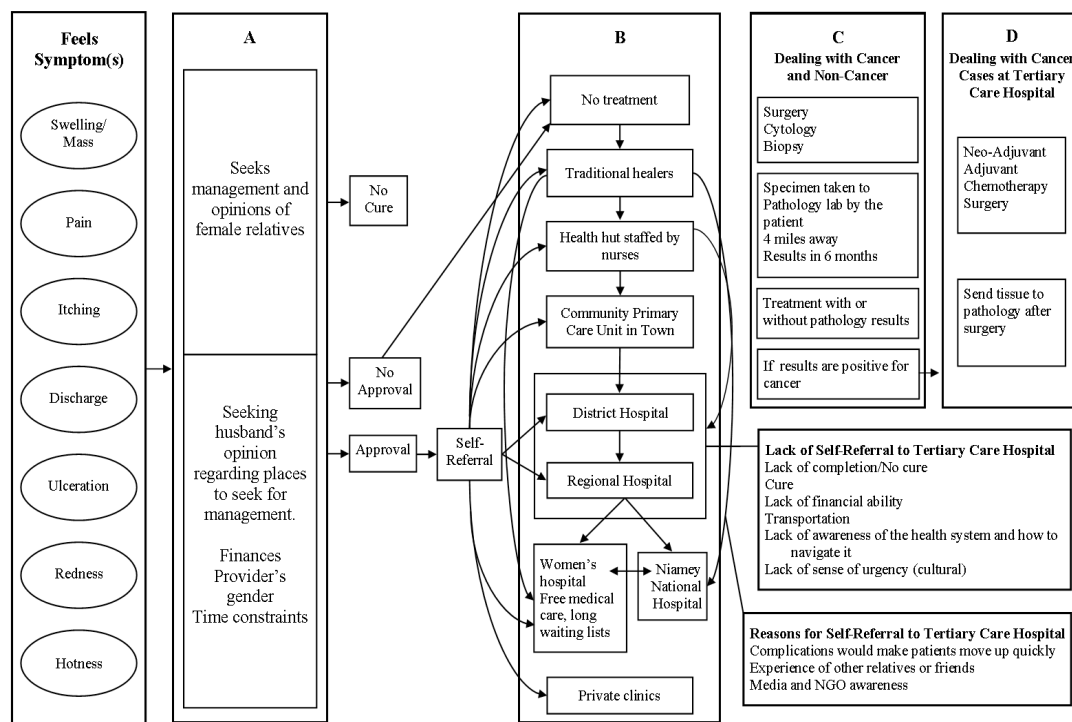 Feels
Symptom(s)
Swelling/
Mass
Pain
Itching
Discharge
Ulceration
Redness
Hotness
A
Seeks
management and
opinions of
female relatives
Seeking
husband's
opinion
regarding places
to seek for
management.
Finances
Provider's
gender
Time constraints
No
Cure
No
Approval
Approval
Self-
Referral
B
No treatment
Traditional healers
Health hut staffed by
nurses
Community Primary
Care Unit in Town
District Hospital
Regional Hospital
Women's
hospital
Free medical
care, long
waiting lists
Niamey
National
Hospital
Private clinics
C
Dealing with Cancer
and Non-Cancer
Surgery
Cytology
Biopsy
Specimen taken to
Pathology lab by the
patient
4 miles away
Results in 6 months
Treatment with or
without pathology results
If results are positive for
cancer
D
Dealing with Cancer
Cases at Tertiary
Care Hospital
Neo-Adjuvant
Adjuvant
Chemotherapy
Surgery
Send tissue to
pathology after
surgery
Lack of Self-Referral to Tertiary Care Hospital
Lack of completion/No cure
Cure
Lack of financial ability
Transportation
Lack of awareness of the health system and how to
navigate it
Lack of sense of urgency (cultural)
Reasons for Self-Referral to Tertiary Care Hospital
Complications would make patients move up quickly
Experience of other relatives or friends
Media and NGO awareness